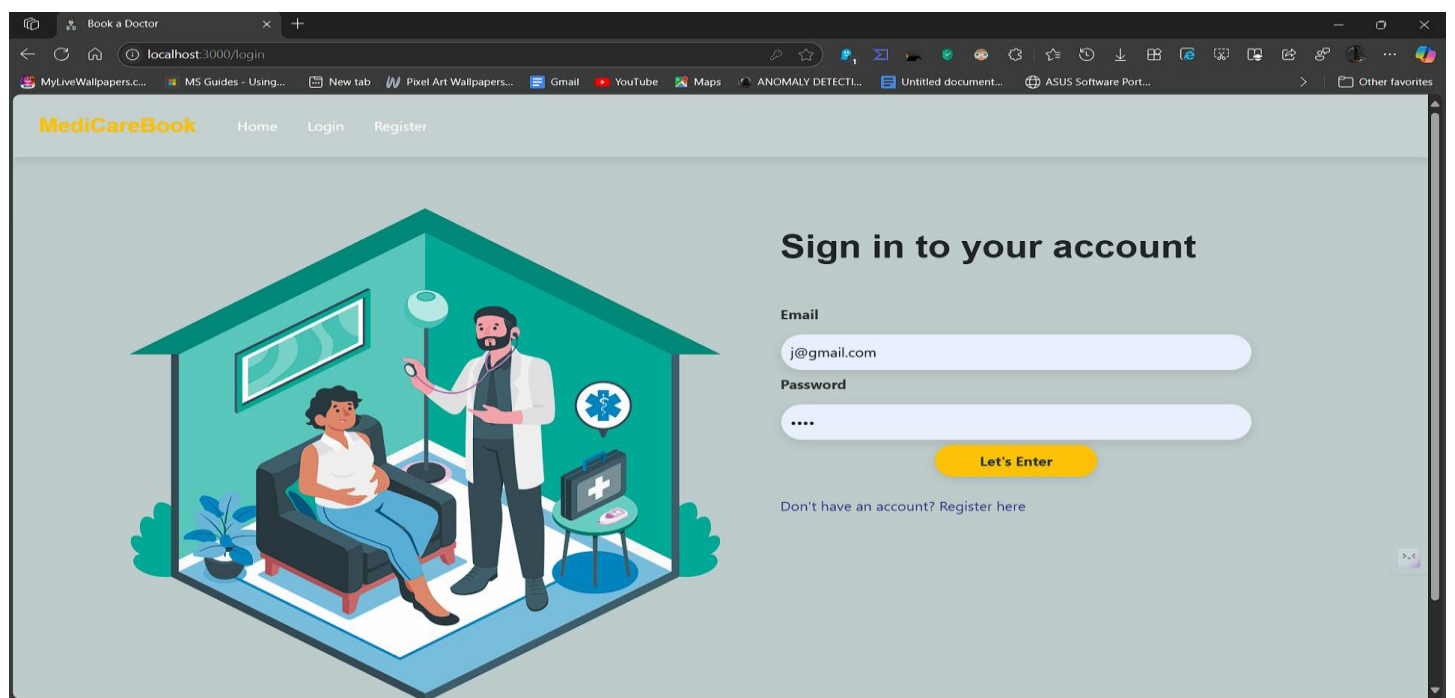 Book a Doctor
localhost:3000/login
1
MyLiveWallpapers.c... MS Guides - Using... New tab Pixel Art Wallpapers... Gmail YouTube Maps ANOMALY DETECTI... Untitled document... ASUS Software Port... Other favorites
MediCareBook Home Login Register
Sign in to your account
Email
j@gmail.com
Password
••••
Let's Enter
Don't have an account? Register here